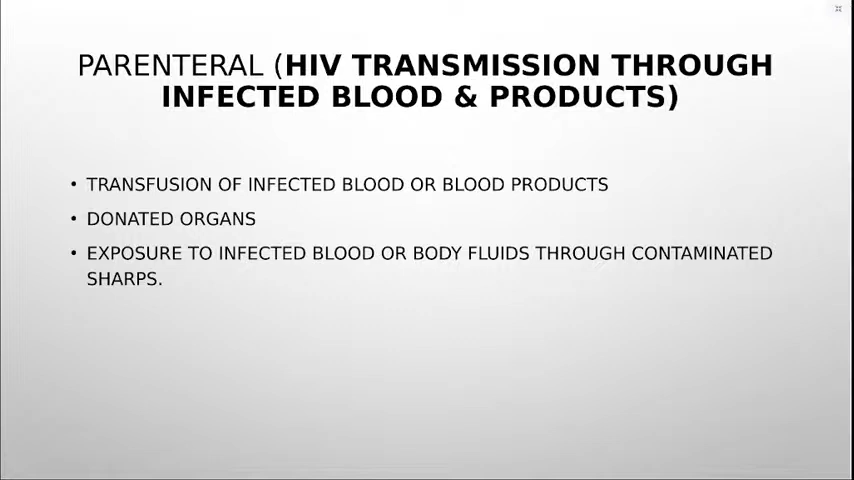 PARENTERAL (HIV TRANSMISSION THROUGH
INFECTED BLOOD & PRODUCTS)
• TRANSFUSION OF INFECTED BLOOD OR BLOOD PRODUCTS
• DONATED ORGANS
• EXPOSURE TO INFECTED BLOOD OR BODY FLUIDS THROUGH CONTAMINATED
SHARPS.